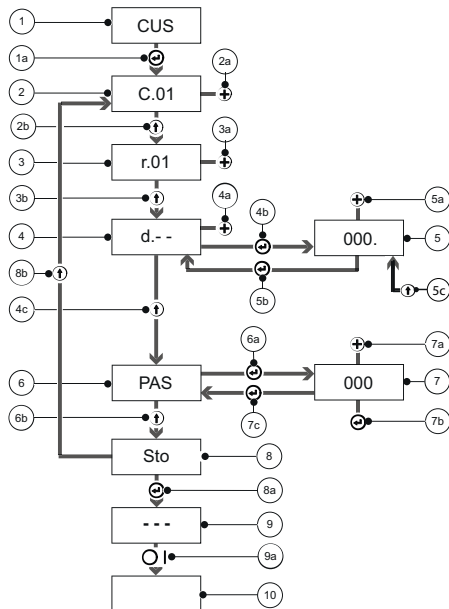 1 CUS
1a
2a
2 C.01
2b
3a
3 r.01
3b
4a 4b 5a
4 d.-- 000. 5
8b 5b 5c
4c
6a 7a
6 PAS 000 7
6b 7c 7b
Sto 8
8a
--- 9
9a
10